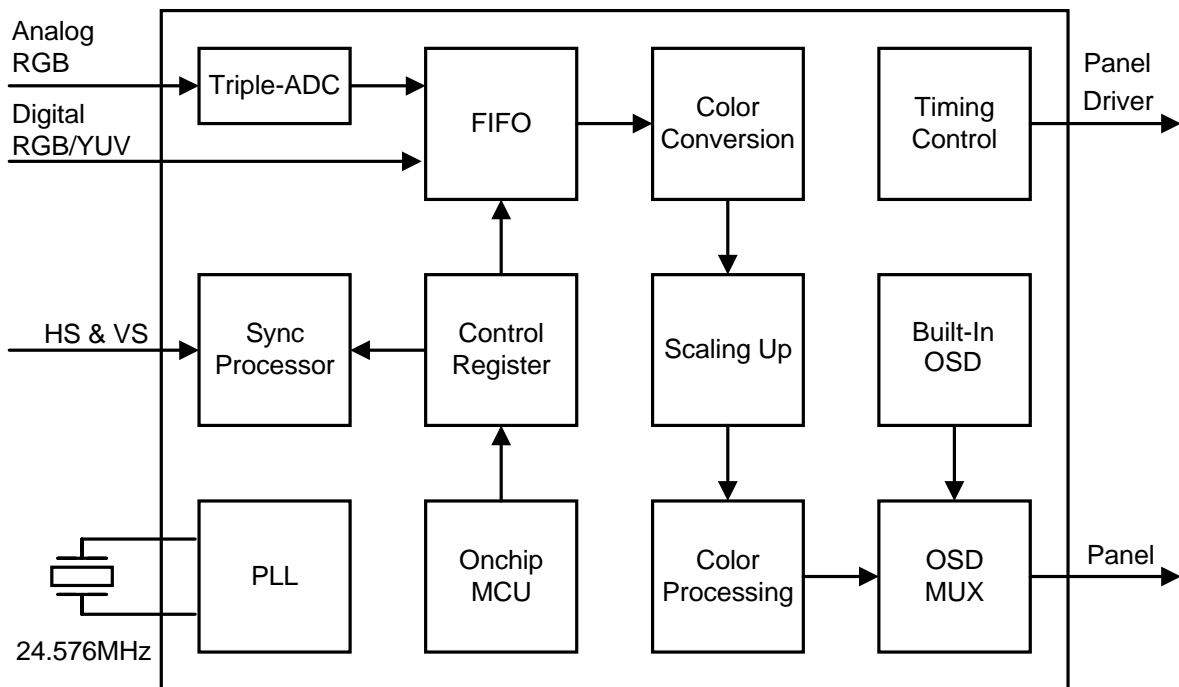 Analog
RGB
Triple-ADC
FIFO
Color
Conversion
Timing
Control
Panel
Driver
Digital
RGB/YUV
HS & VS
Sync
Processor
Control
Register
Scaling Up
Built-In
OSD
PLL
Onchip
MCU
Color
Processing
OSD
MUX
Panel
24.576MHz